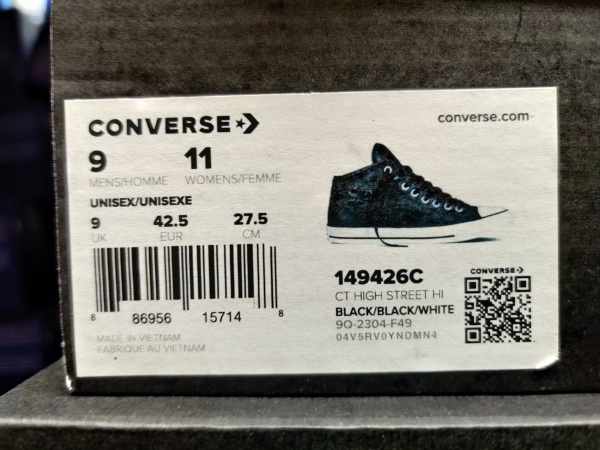 CONVERSE
converse.com
9 11
MENS/HOMME WOMENS/FEMME
UNISEX/UNISEXE
9 42.5 27.5
UK EUR CM
8 86956 15714 8
MADE IN VIETNAM
FABRIQUE AU VIETNAM
149426C
CT HIGH STREET HI
BLACK/BLACK/WHITE
9Q-2304-F49
04V5RV0YNDMN4
CONVERSE